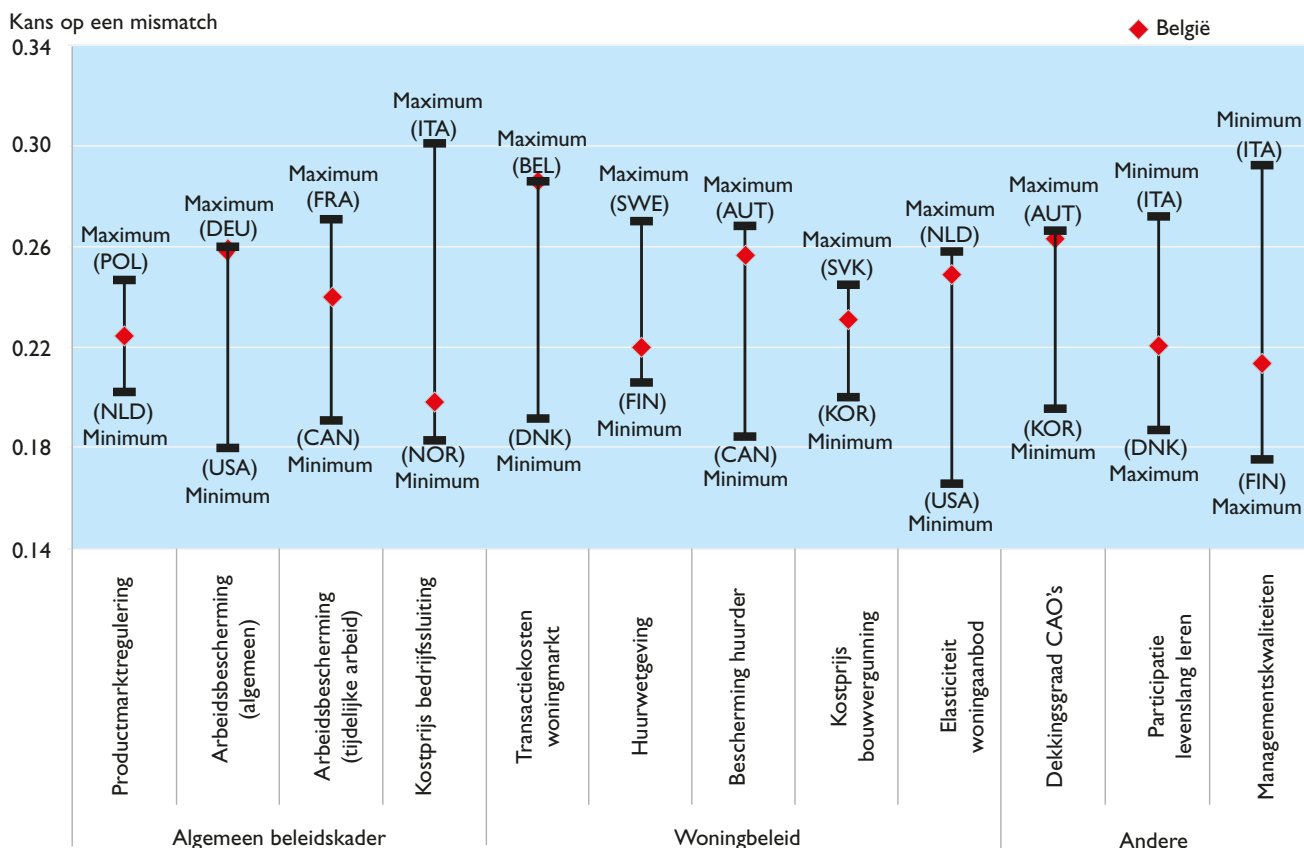 Kans op een mismatch
België
0.34
0.30
0.26
0.22
0.18
0.14
Maximum
(POL)
(NLD)
Minimum
Maximum
(DEU)
(USA)
Minimum
Maximum
(FRA)
(CAN)
Minimum
Maximum
(ITA)
(NOR)
Minimum
Maximum
(BEL)
(DNK)
Minimum
Maximum
(SWE)
(FIN)
Minimum
Maximum
(AUT)
(CAN)
Minimum
Maximum
(SVK)
(KOR)
Minimum
Maximum
(NLD)
(USA)
Minimum
Maximum
(AUT)
(KOR)
Minimum
Minimum
(ITA)
(DNK)
Maximum
Minimum
(ITA)
(FIN)
Maximum
Productmarktregulering
Arbeidsbescherming
(algemeen)
Arbeidsbescherming
(tijdelijke arbeid)
Kostprijs bedrijfssluiting
Transactiekosten
woningmarkt
Huurwetgeving
Bescherming huurder
Kostprijs
bouwvergunning
Elasticiteit
woningaanbod
Dekkingsgraad CAO's
Participatie
levenslang leren
Managementskwaliteiten
Algemeen beleidskader
Woningbeleid
Andere